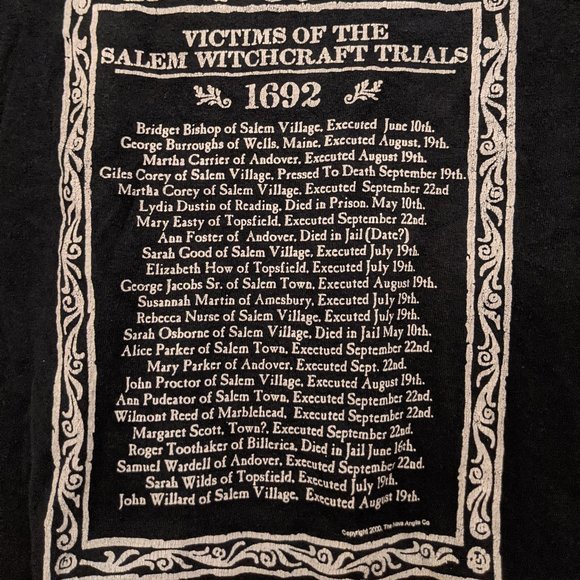 VICTIMS OF THE
SALEM WITCHCRAFT TRIALS
1692
Bridget Bishop of Salem Village, Executed June 10th.
George Burroughs of Wells, Maine, Executed August, 19th.
Martha Carrier of Andover, Executed August 19th.
Giles Corey of Salem Village, Pressed To Death September 19th.
Martha Corey of Salem Village, Executed September 22nd
Lydia Dustin of Reading, Died in Prison, May 10th.
Mary Easty of Topsfield, Executed September 22nd.
Ann Foster of Andover, Died in Jail (Date?)
Sarah Good of Salem Village, Executed July 19th.
Elizabeth How of Topsfield, Executed July 19th.
George Jacobs Sr. of Salem Town, Executed August 19th.
Susannah Martin of Amesbury, Executed July 19th.
Rebecca Nurse of Salem Village, Executed July 19th.
Sarah Osborne of Salem Village, Died in Jail May 10th.
Alice Parker of Salem Town, Exectued September 22nd.
Mary Parker of Andover, Executed Sept. 22nd.
John Proctor of Salem Village, Executed August 19th.
Ann Pudeator of Salem Town, Executed September 22nd.
Wilmont Reed of Marblehead, Executed September 22nd.
Margaret Scott, Town?, Executed September 22nd.
Roger Toothaker of Billerica, Died in Jail June 16th.
Samuel Wardell of Andover, Executed September 22nd.
Sarah Wilds of Topsfield, Executed July 19th.
John Willard of Salem Village, Executed August 19th.
Copyright 2000, The Nava Anglia Co